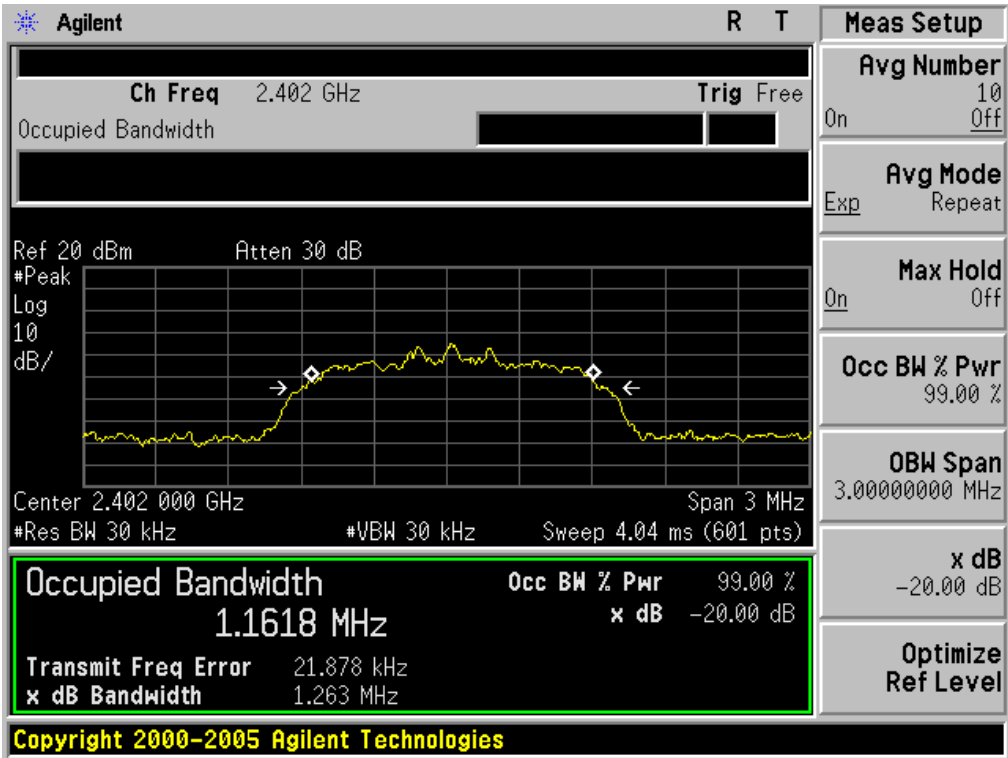 Agilent R T
Ch Freq 2.402 GHz Trig Free
Occupied Bandwidth
Ref 20 dBm Atten 30 dB
#Peak
Log
10
dB/
Center 2.402 000 GHz Span 3 MHz
#Res BW 30 kHz #VBW 30 kHz Sweep 4.04 ms (601 pts)
Occupied Bandwidth Occ BW % Pwr 99.00 %
1.1618 MHz x dB -20.00 dB
Transmit Freq Error 21.878 kHz
x dB Bandwidth 1.263 MHz
Copyright 2000-2005 Agilent Technologies
Meas Setup
Avg Number
10
On Off
Avg Mode
Exp Repeat
Max Hold
On Off
Occ BW % Pwr
99.00 %
OBW Span
3.00000000 MHz
x dB
-20.00 dB
Optimize
Ref Level